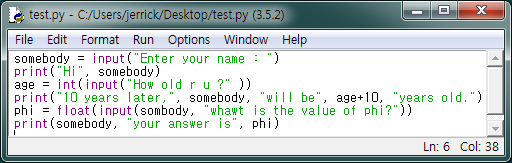 test.py - C:/Users/jerrick/Desktop/test.py (3.5.2)
File Edit Format Run Options Window Help
somebody = input("Enter your name : ")
print("Hi", somebody)
age = int(input("How old r u ?" ))
print("10 years later,", somebody, "will be", age+10, "years old.")
phi = float(input(sombody, "whawt is the value of phi?"))
print(somebody, "your answer is", phi)
Ln: 6 Col: 38